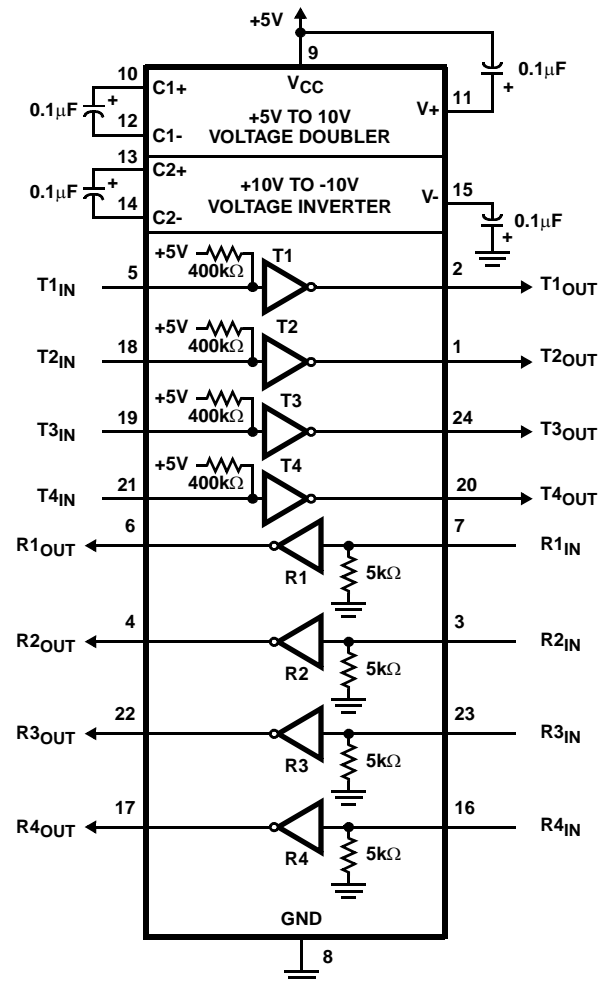 +5V
9
10
C1+
VCC
0.1µF
+
+
0.1µF
12
C1-
+5V TO 10V
VOLTAGE DOUBLER
V+
11
13
C2+
0.1µF
+
14
C2-
+10V TO -10V
VOLTAGE INVERTER
V-
15
0.1µF
+
T1IN
5
+5V
400kΩ
T1
2
T1OUT
T2IN
18
+5V
400kΩ
T2
1
T2OUT
T3IN
19
+5V
400kΩ
T3
24
T3OUT
T4IN
21
+5V
400kΩ
T4
20
T4OUT
R1OUT
6
R1
5kΩ
7
R1IN
R2OUT
4
R2
5kΩ
3
R2IN
R3OUT
22
R3
5kΩ
23
R3IN
R4OUT
17
R4
5kΩ
16
R4IN
GND
8